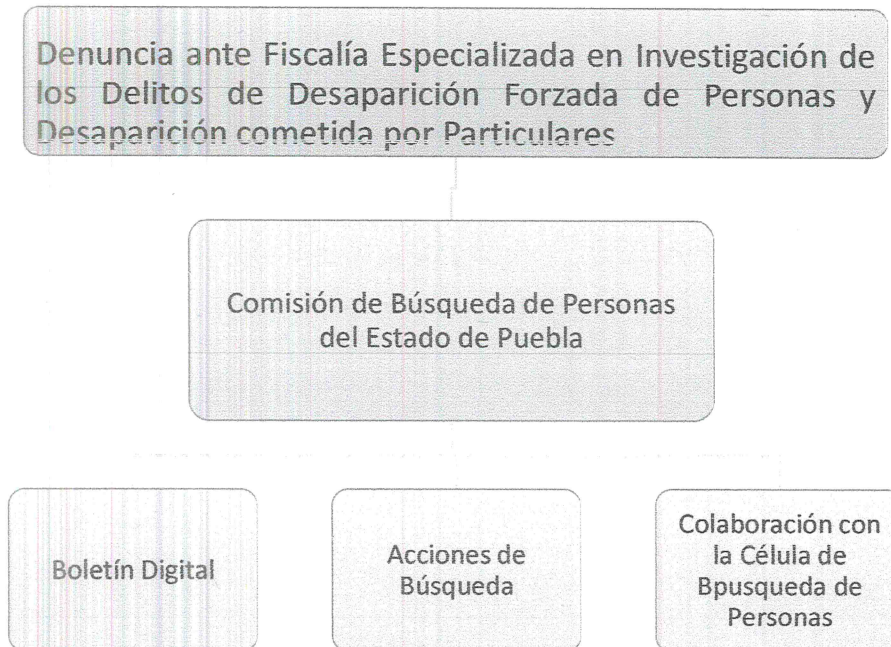 Denuncia ante Fiscalía Especializada en Investigación de
los Delitos de Desaparición Forzada de Personas y
Desaparición cometida por Particulares
Comisión de Búsqueda de Personas
del Estado de Puebla
Boletín Digital
Acciones de
Búsqueda
Colaboración con
la Célula de
Bpusqueda de
Personas